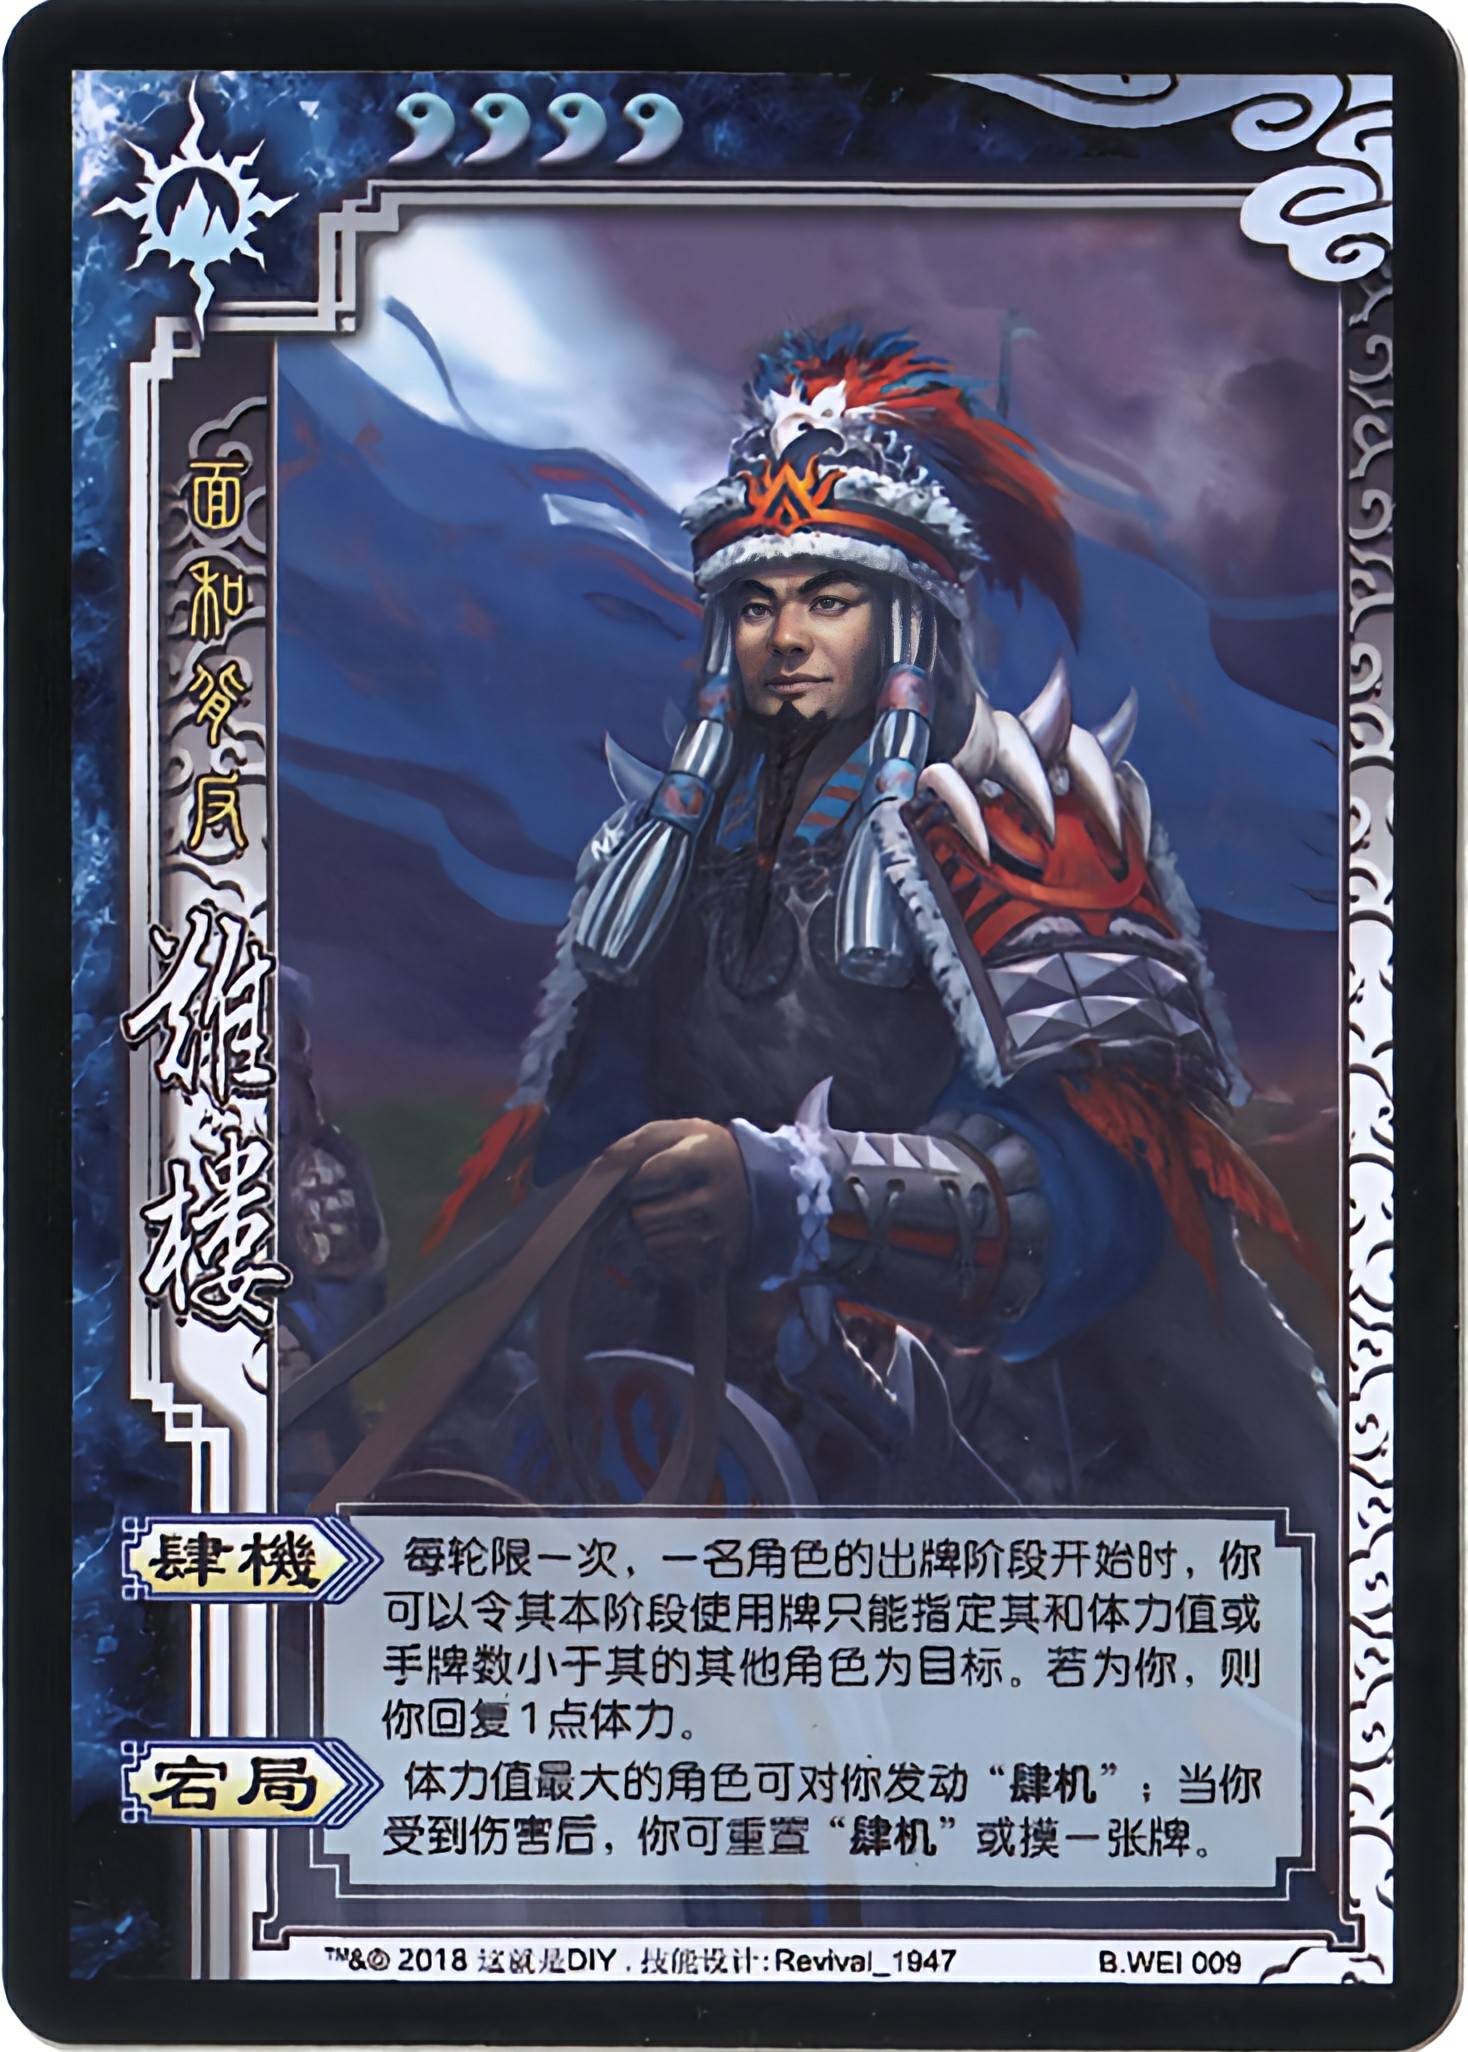 面和背反
雄樓
肆機
每轮限一次，一名角色的出牌阶段开始时，你
可以令其本阶段使用牌只能指定其和体力值或
手牌数小于其的其他角色为目标。若为你，则
你回复1点体力。
宕局
体力值最大的角色可对你发动“肆机”；当你
受到伤害后，你可重置“肆机”或摸一张牌。
™&© 2018 这就是DIY . 技能设计:Revival_1947
B.WEI 009